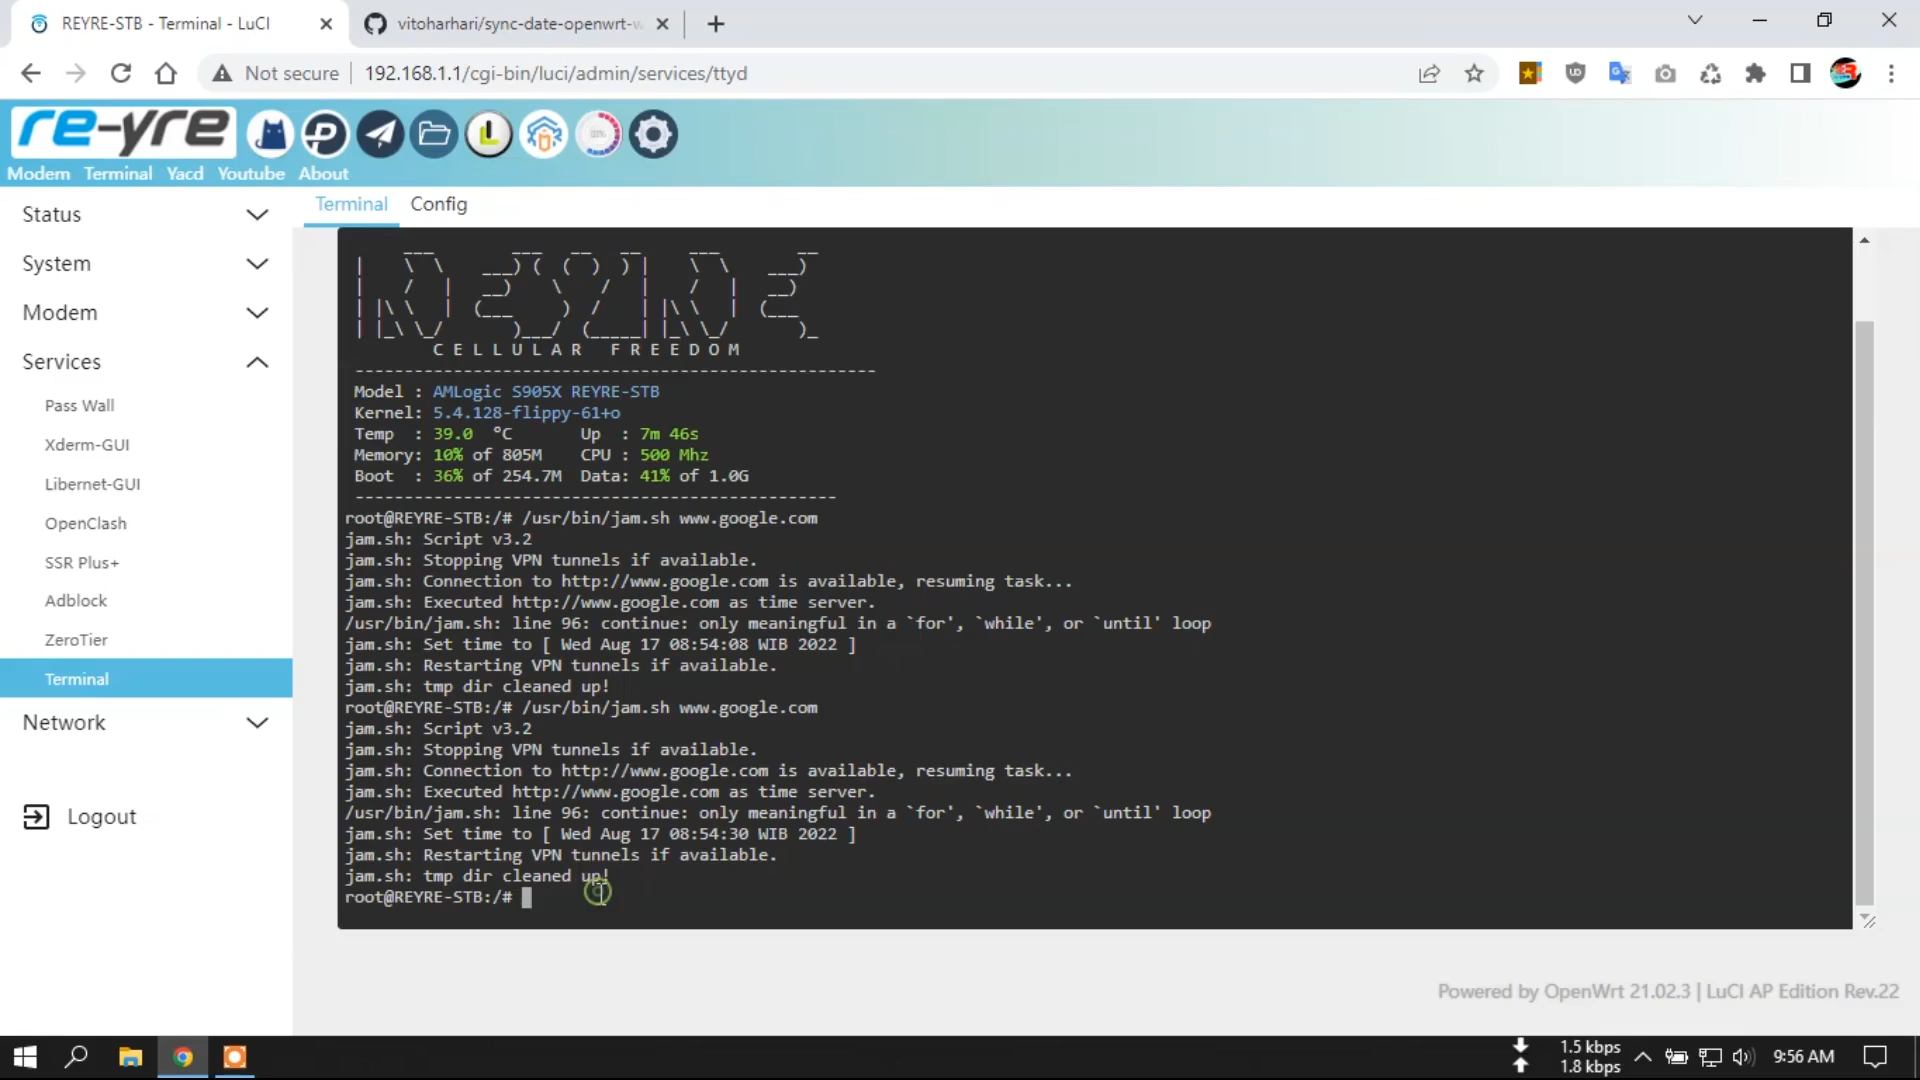 REYRE-STB - Terminal - LuCI
vitoharhari/sync-date-openwrt-w
Not secure
192.168.1.1/cgi-bin/luci/admin/services/ttyd
re-yre
Modem Terminal Yacd Youtube About
Status
System
Modem
Services
Pass Wall
Xderm-GUI
Libernet-GUI
OpenClash
SSR Plus+
Adblock
ZeroTier
Terminal
Network
Logout
Terminal Config
REYRE
CELLULAR FREEDOM
-----------------------------------------------------
Model : AMLogic S905X REYRE-STB
Kernel: 5.4.128-flippy-61+o
Temp : 39.0 °C Up : 7m 46s
Memory: 10% of 805M CPU : 500 Mhz
Boot : 36% of 254.7M Data: 41% of 1.0G
-------------------------------------------------
root@REYRE-STB:/# /usr/bin/jam.sh www.google.com
jam.sh: Script v3.2
jam.sh: Stopping VPN tunnels if available.
jam.sh: Connection to http://www.google.com is available, resuming task...
jam.sh: Executed http://www.google.com as time server.
/usr/bin/jam.sh: line 96: continue: only meaningful in a `for', `while', or `until' loop
jam.sh: Set time to [ Wed Aug 17 08:54:08 WIB 2022 ]
jam.sh: Restarting VPN tunnels if available.
jam.sh: tmp dir cleaned up!
root@REYRE-STB:/# /usr/bin/jam.sh www.google.com
jam.sh: Script v3.2
jam.sh: Stopping VPN tunnels if available.
jam.sh: Connection to http://www.google.com is available, resuming task...
jam.sh: Executed http://www.google.com as time server.
/usr/bin/jam.sh: line 96: continue: only meaningful in a `for', `while', or `until' loop
jam.sh: Set time to [ Wed Aug 17 08:54:30 WIB 2022 ]
jam.sh: Restarting VPN tunnels if available.
jam.sh: tmp dir cleaned up!
root@REYRE-STB:/#
Powered by OpenWrt 21.02.3 | LuCI AP Edition Rev.22
1.5 kbps
1.8 kbps
9:56 AM